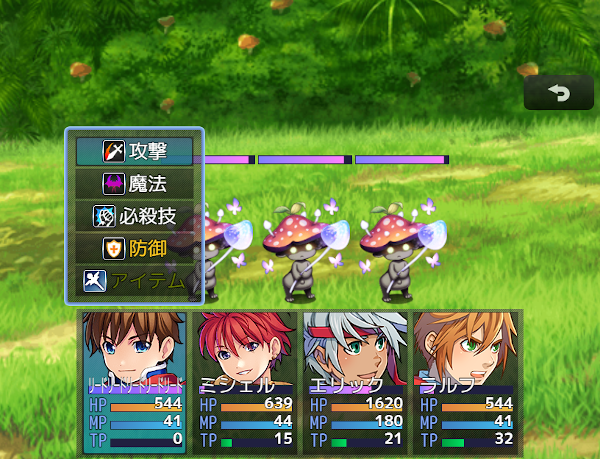 攻撃
魔法
必殺技
防御
アイテム
リードリードリードリードリード ミシェル エリック ラルフ
HP 544 HP 639 HP 1620 HP 544
MP 41 MP 44 MP 180 MP 41
TP 0 TP 15 TP 21 TP 32